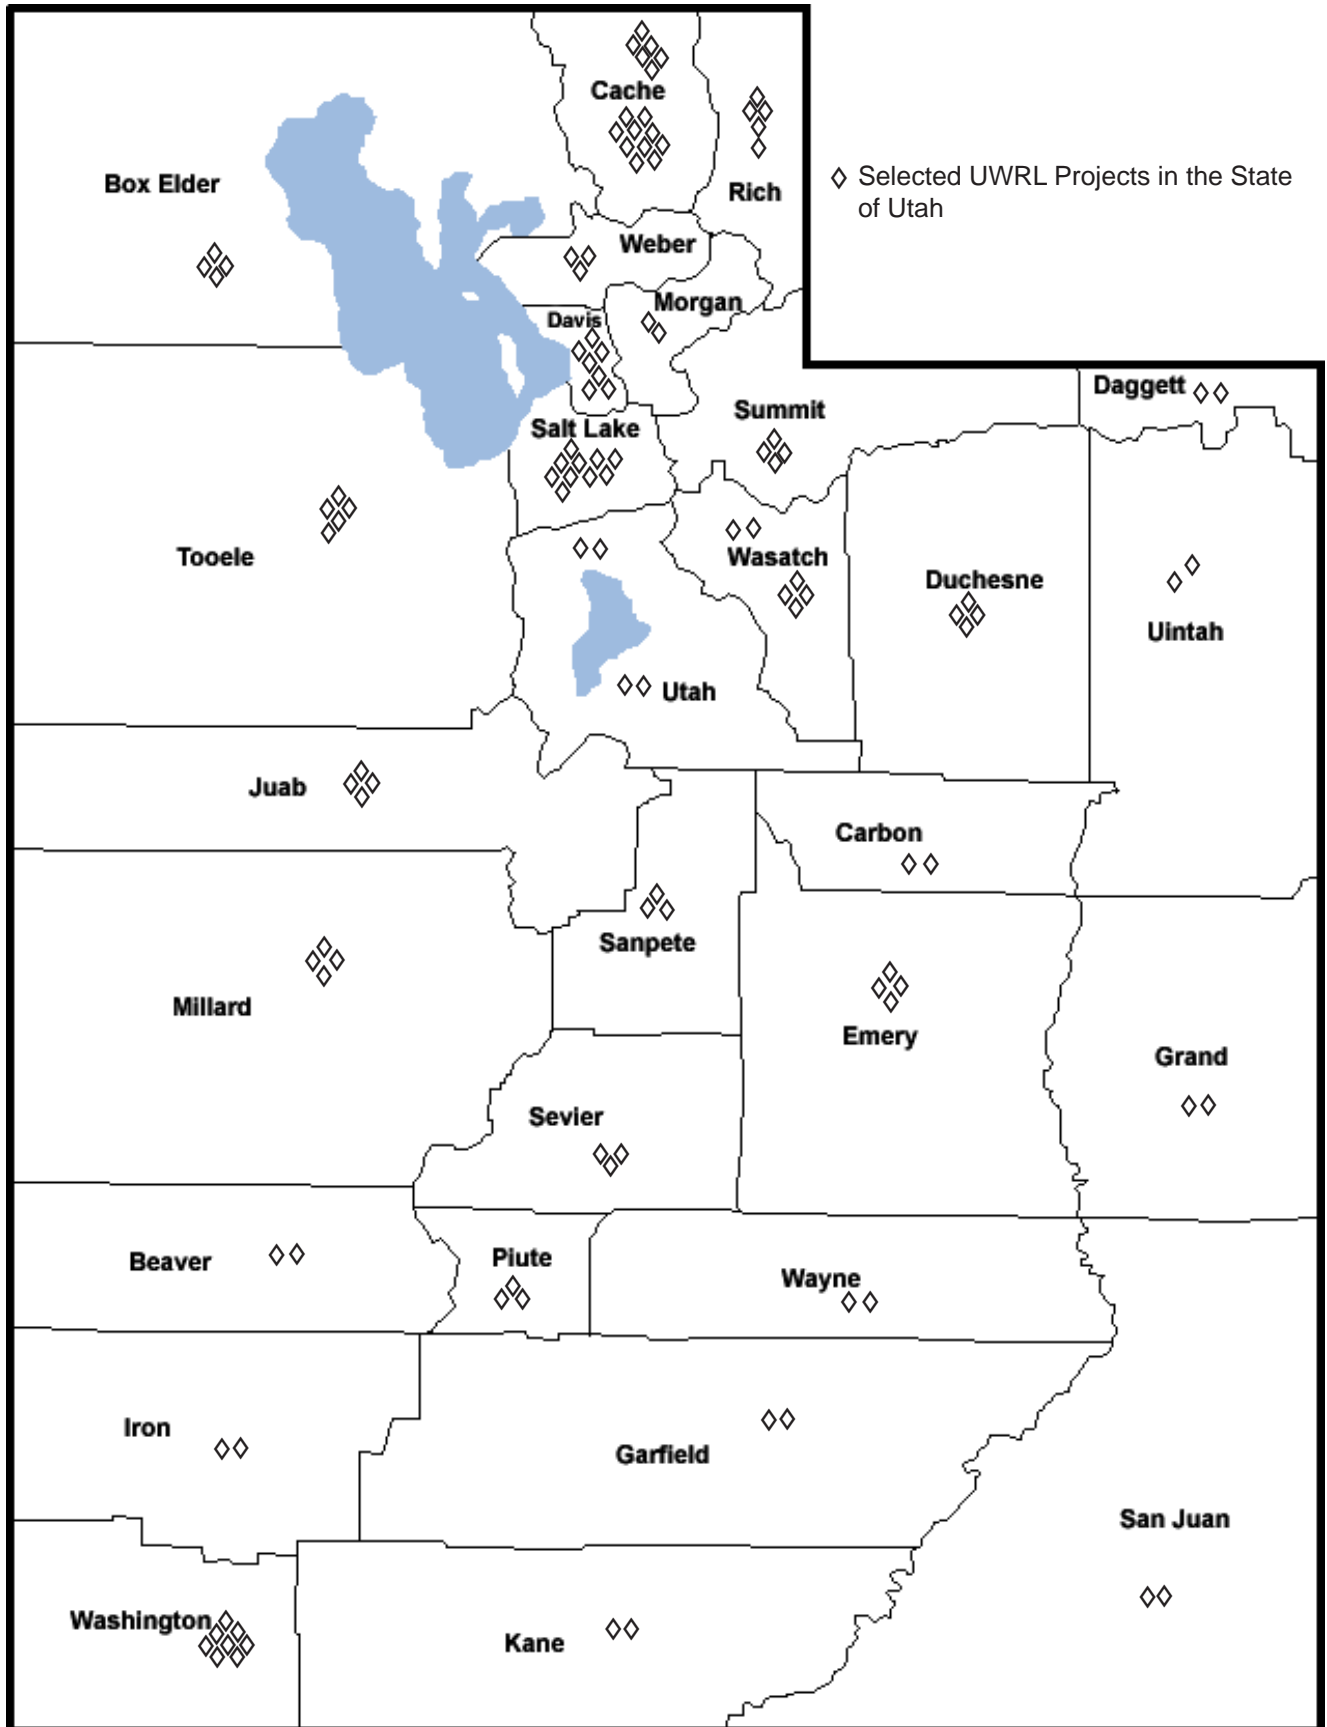 Cache
Box Elder
Rich
◊ Selected UWRL Projects in the State
of Utah
Weber
Morgan
Davis
Daggett
Summit
Salt Lake
Tooele
Wasatch
Duchesne
Uintah
Utah
Juab
Carbon
Sanpete
Millard
Emery
Grand
Sevier
Beaver
Piute
Wayne
Iron
Garfield
San Juan
Washington
Kane